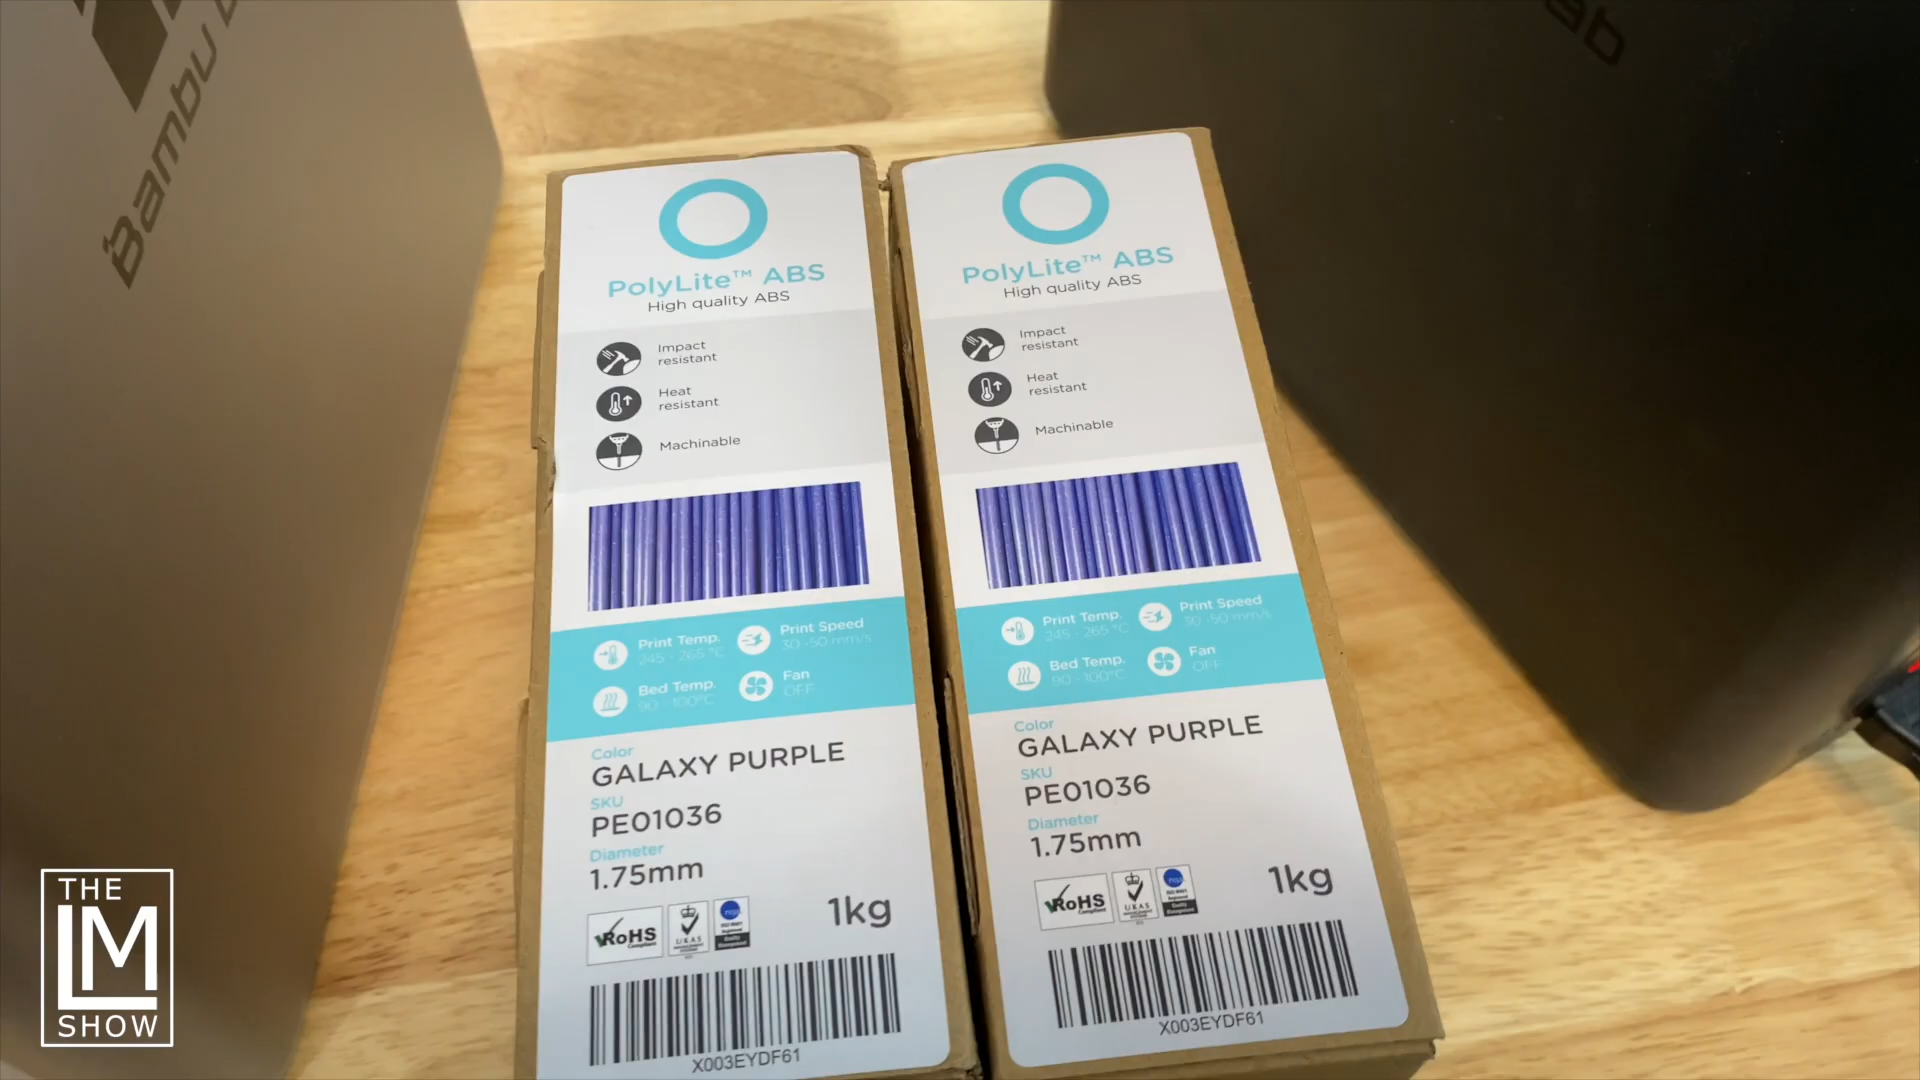 Bambu
ab
PolyLite™ ABS
High quality ABS
Impact
resistant
Heat
resistant
Machinable
Print Temp.
245 - 265 °C
Print Speed
30 -50 mm/s
Bed Temp.
90 - 100°C
Fan
OFF
Color
GALAXY PURPLE
SKU
PE01036
Diameter
1.75mm
RoHS
Compliant
UKAS
1kg
X003EYDF61
PolyLite™ ABS
High quality ABS
Impact
resistant
Heat
resistant
Machinable
Print Temp.
245 - 265 °C
Print Speed
30 -50 mm/s
Bed Temp.
90 - 100°C
Fan
OFF
Color
GALAXY PURPLE
SKU
PE01036
Diameter
1.75mm
RoHS
Compliant
UKAS
1kg
X003EYDF61
THE
LM
SHOW